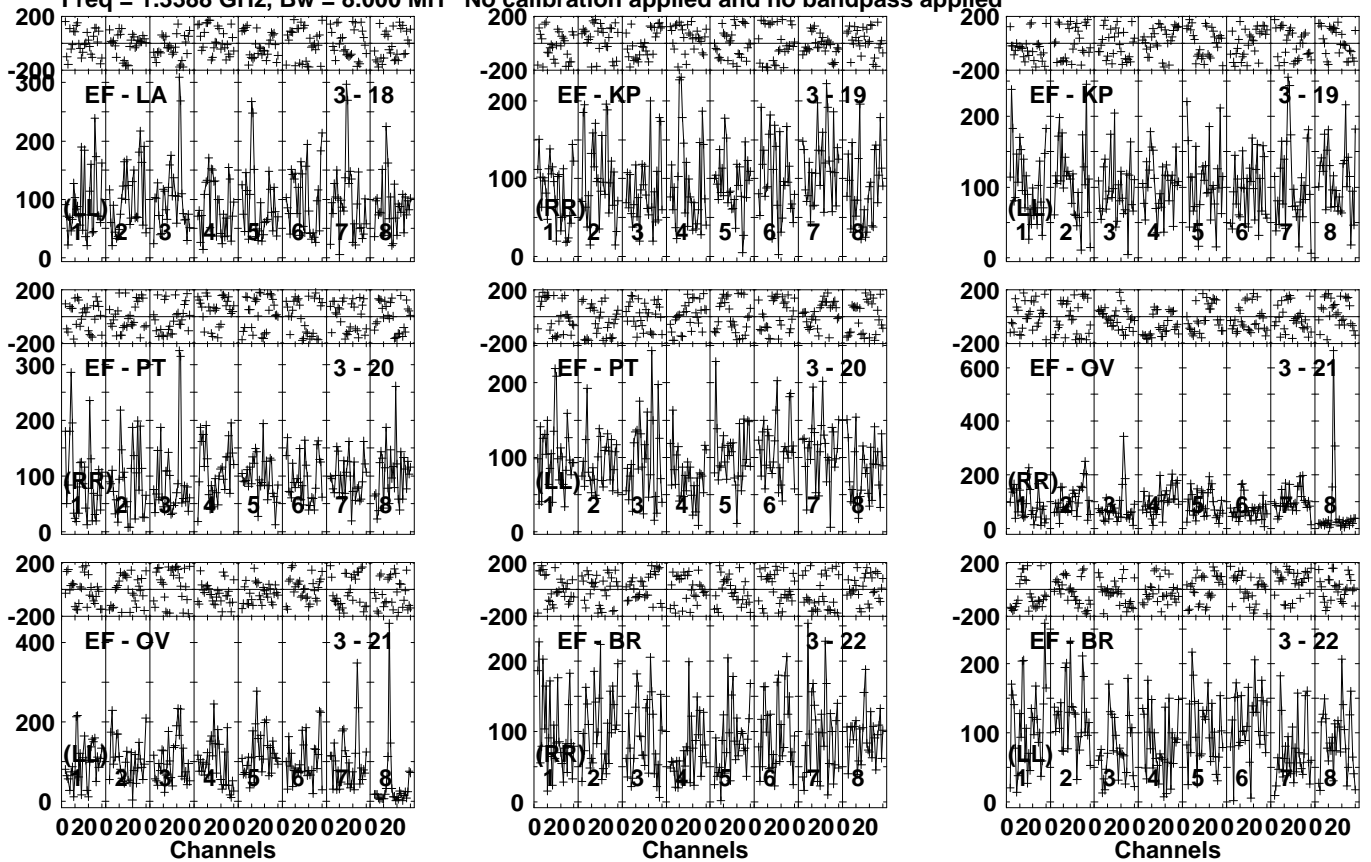 Freq = 1.5588 GHz, Bw = 8.000 MH No calibration applied and no bandpass applied
200 200 200
-200 -200 -200
300 EF - LA 3 - 18 EF - KP 3 - 19 EF - KP 3 - 19
200 200 200
100 100 100
(LL) (RR) (LL)
1 2 3 4 5 6 7 8 1 2 3 4 5 6 7 8 1 2 3 4 5 6 7 8
0 0 0
200 200 200
-200 -200 -200
300 EF - PT 3 - 20 EF - PT 3 - 20 600 EF - OV 3 - 21
200 200 400
100 100 200
(RR) (LL) (RR)
1 2 3 4 5 6 7 8 1 2 3 4 5 6 7 8 1 2 3 4 5 6 7 8
0 0 0
200 200 200
-200 -200 -200
400 EF - OV 3 - 21 EF - BR 3 - 22 EF - BR 3 - 22
200 200 200
100 100
(LL) (RR) (LL)
1 2 3 4 5 6 7 8 1 2 3 4 5 6 7 8 1 2 3 4 5 6 7 8
0 0 0
0 20 0 20 0 20 0 20 0 20 0 20 0 20 0 20 0 20 0 20 0 20 0 20 0 20 0 20 0 20 0 20 0 20 0 20 0 20 0 20 0 20 0 20 0 20 0 20
Channels Channels Channels